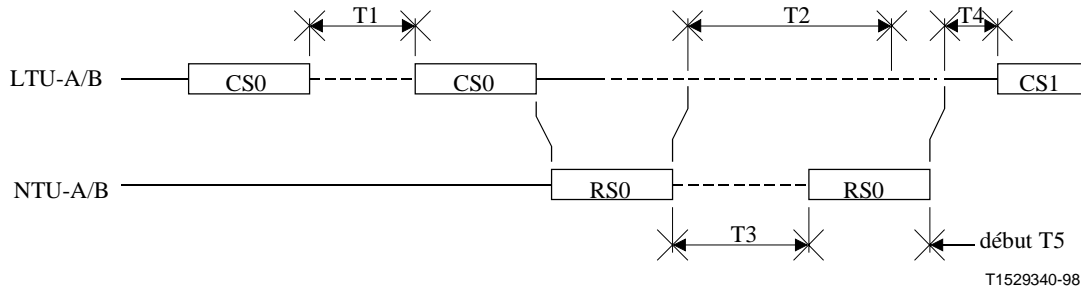 T1 T2 T4
LTU-A/B CS0 CS0 CS1
NTU-A/B RS0 RS0
T3 début T5
T1529340-98